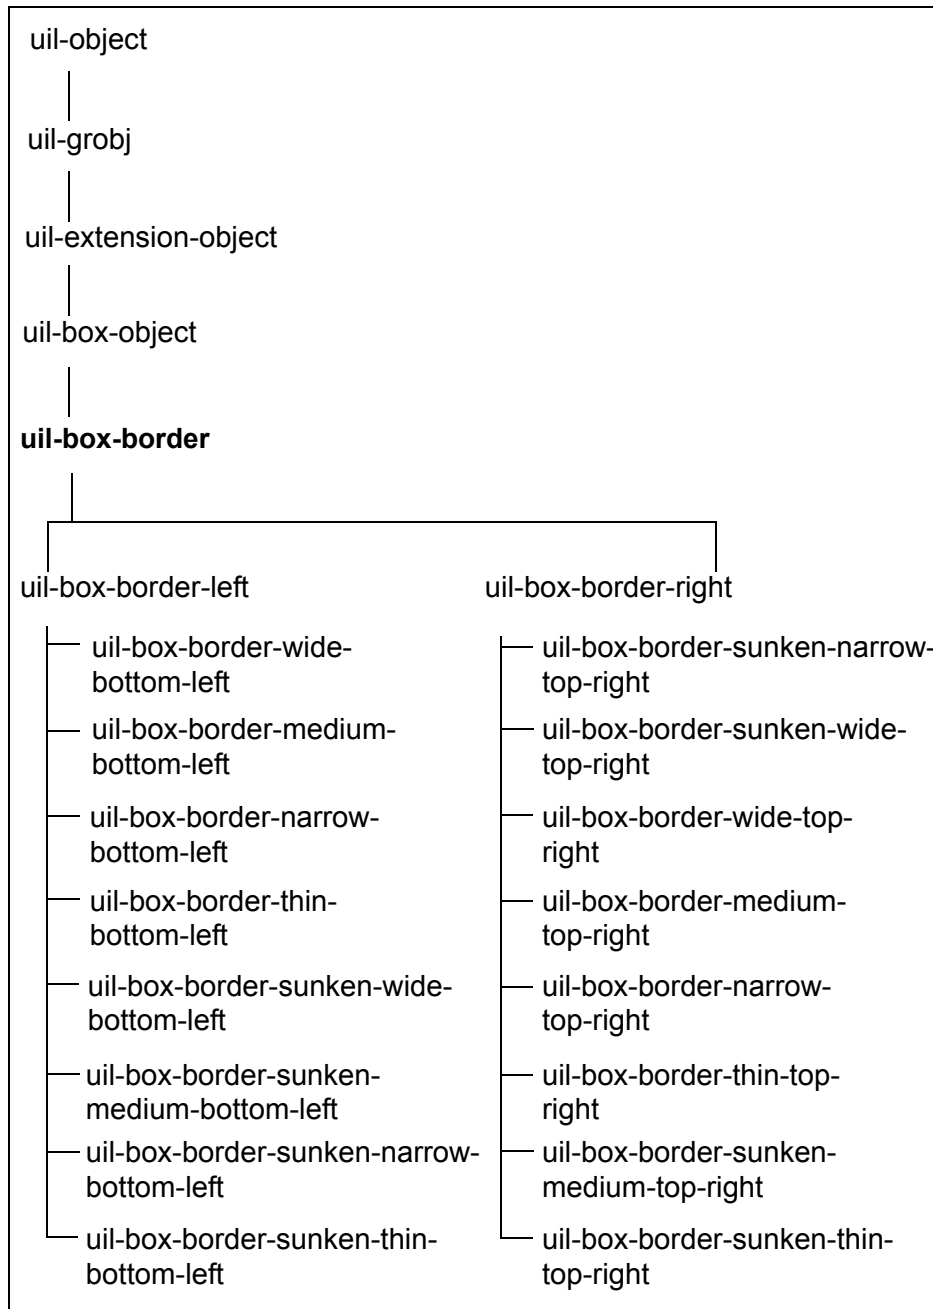 uil-object
uil-grobj
uil-extension-object
uil-box-object
uil-box-border
uil-box-border-left
uil-box-border-wide-
bottom-left
uil-box-border-medium-
bottom-left
uil-box-border-narrow-
bottom-left
uil-box-border-thin-
bottom-left
uil-box-border-sunken-wide-
bottom-left
uil-box-border-sunken-
medium-bottom-left
uil-box-border-sunken-narrow-
bottom-left
uil-box-border-sunken-thin-
bottom-left
uil-box-border-right
uil-box-border-sunken-narrow-
top-right
uil-box-border-sunken-wide-
top-right
uil-box-border-wide-top-
right
uil-box-border-medium-
top-right
uil-box-border-narrow-
top-right
uil-box-border-thin-top-
right
uil-box-border-sunken-
medium-top-right
uil-box-border-sunken-thin-
top-right